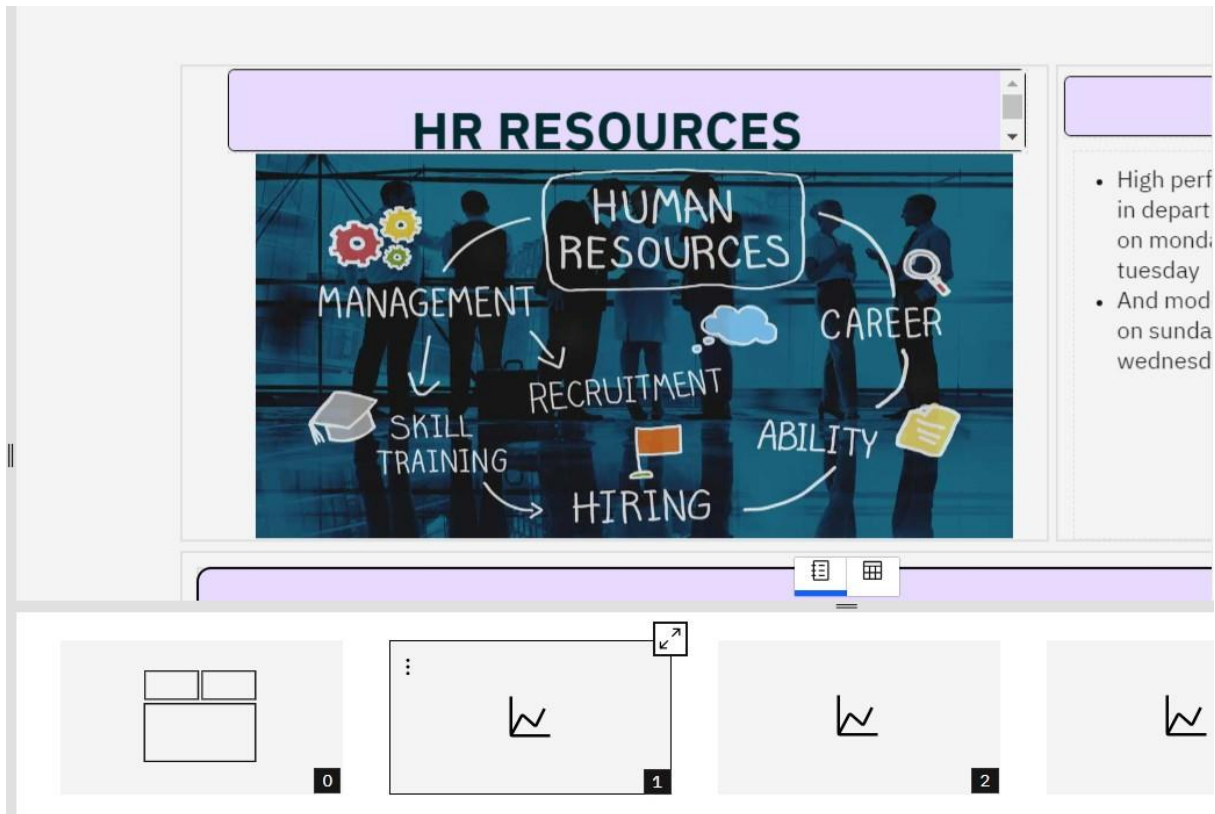 HR RESOURCES
HUMAN
RESOURCES
MANAGEMENT
CAREER
RECRUITMENT
SKILL
TRAINING
ABILITY
HIRING
• High perf
in depart
on monda
tuesday
• And mod
on sunda
wednesd
0
1
2